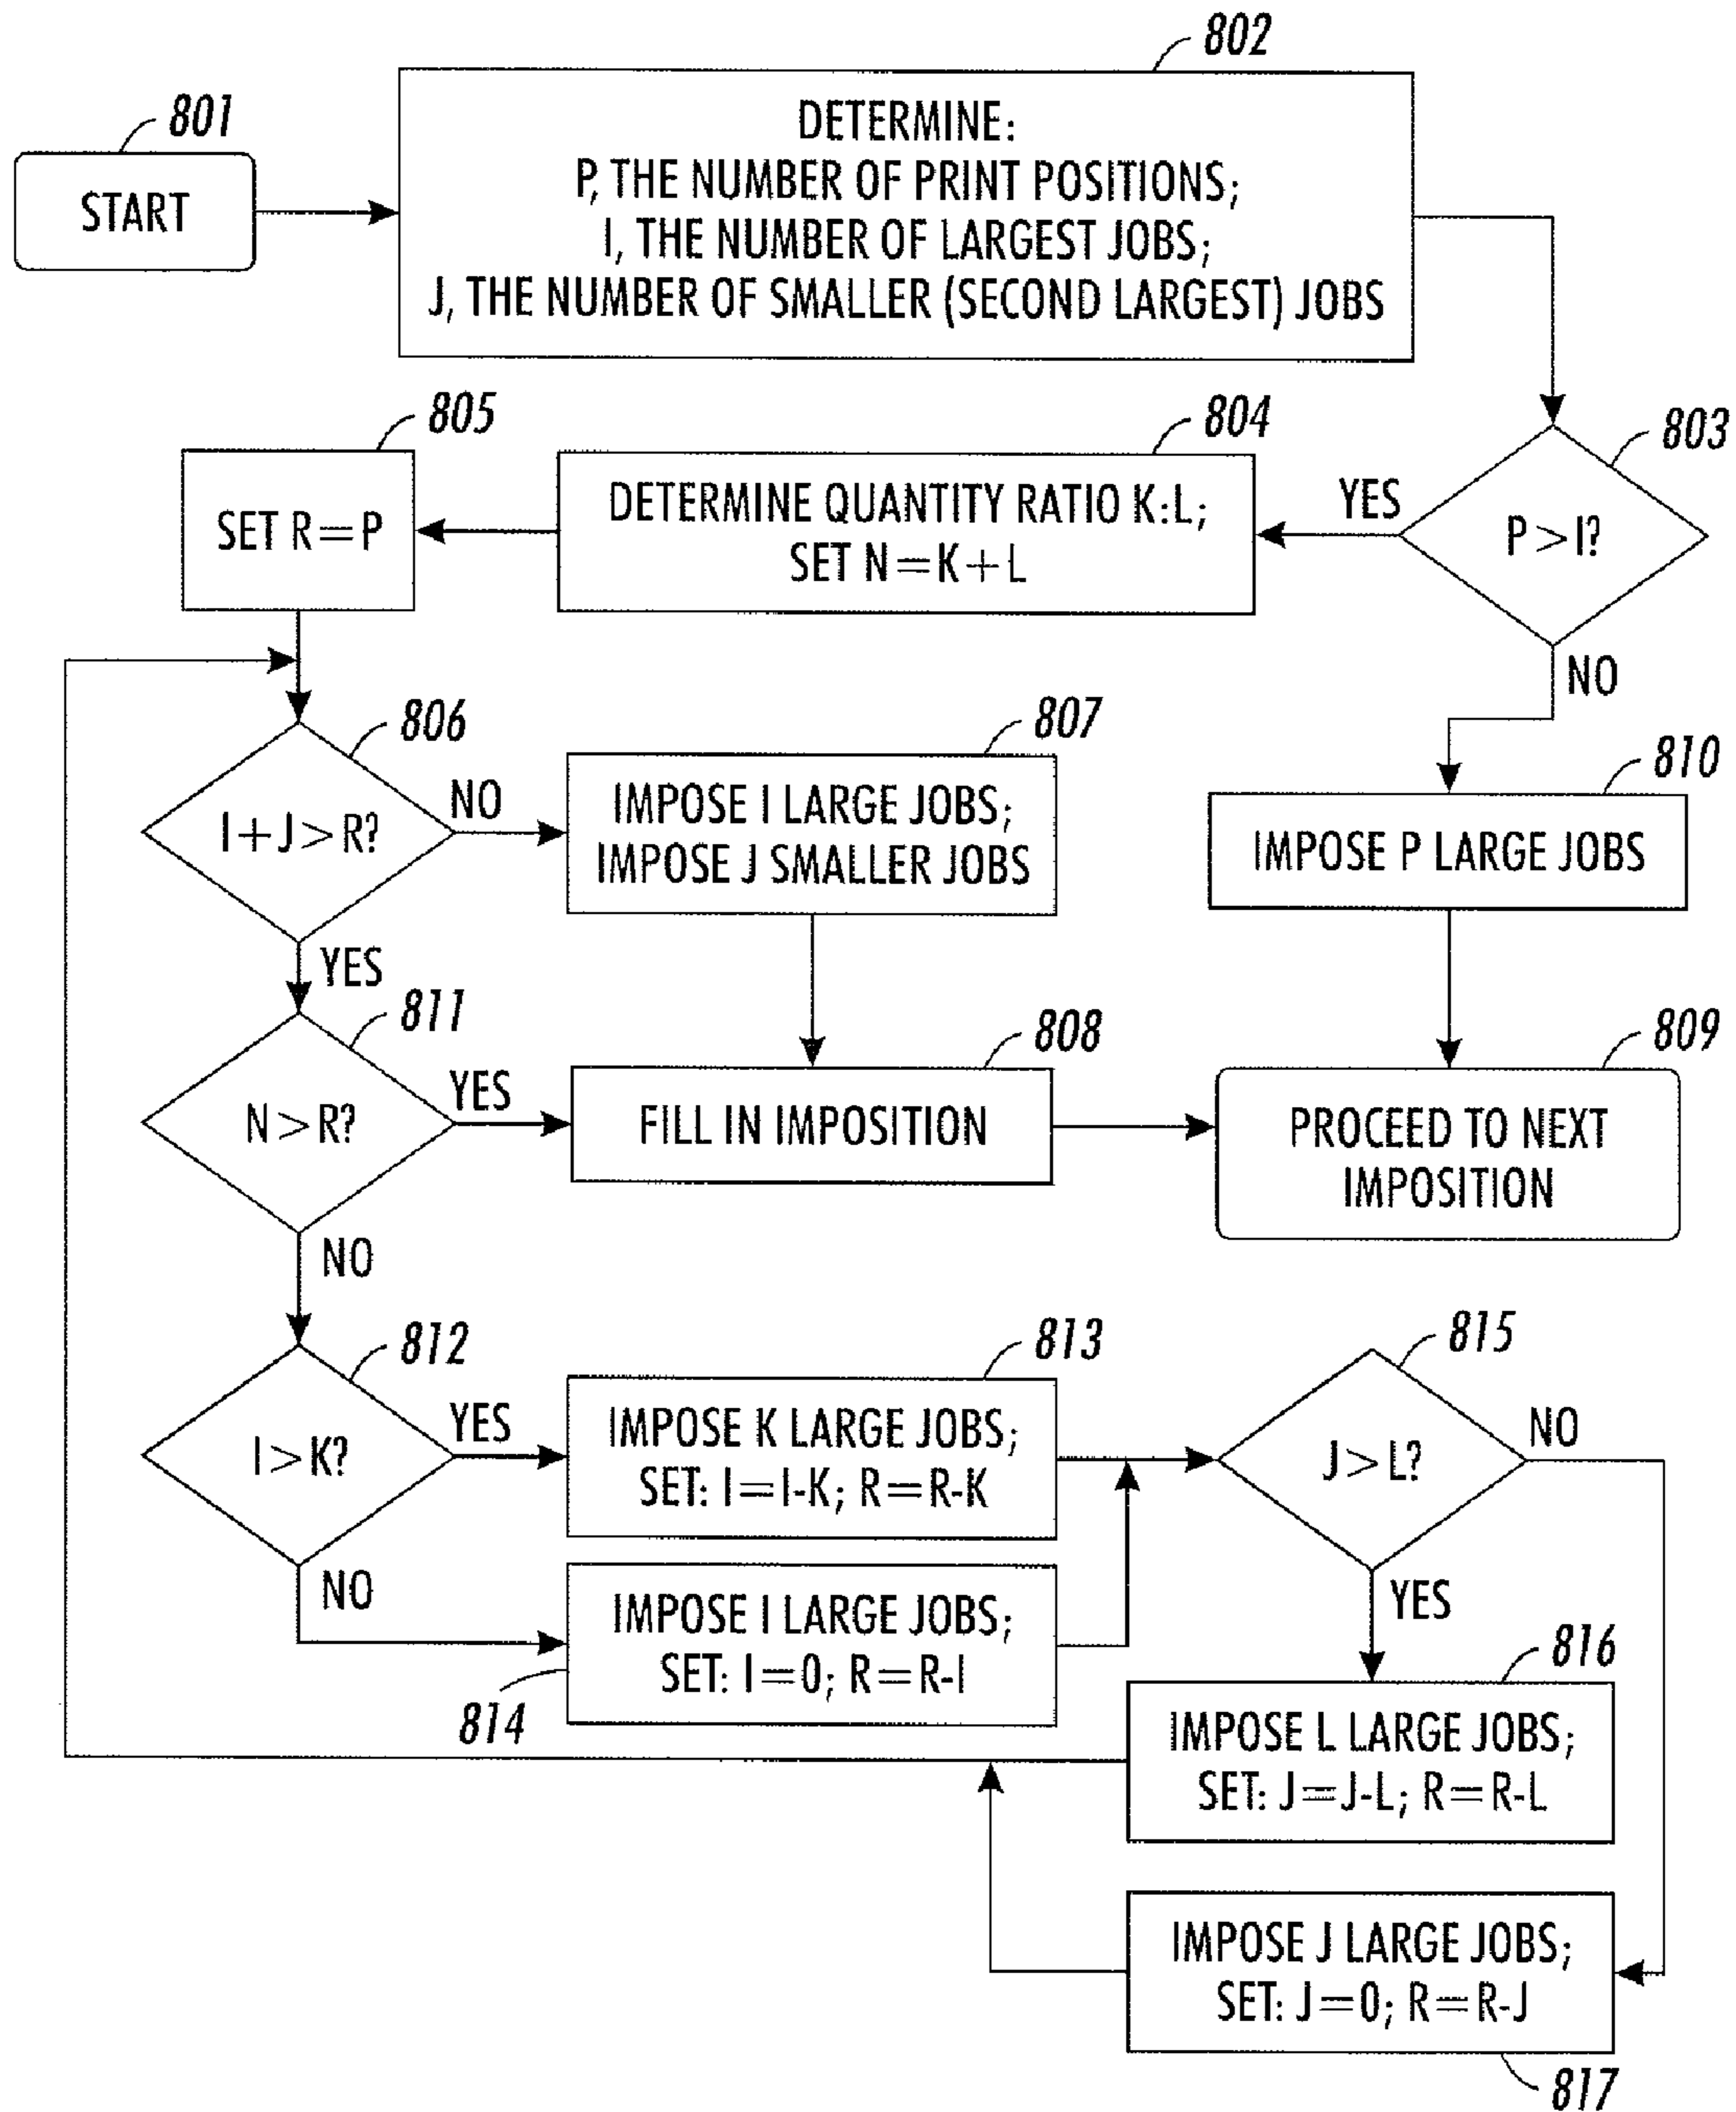 801
START
802
DETERMINE:
P, THE NUMBER OF PRINT POSITIONS;
I, THE NUMBER OF LARGEST JOBS;
J, THE NUMBER OF SMALLER (SECOND LARGEST) JOBS
803
P>I?
YES
NO
804
DETERMINE QUANTITY RATIO K:L;
SET N=K+L
805
SET R=P
806
I+J>R?
NO
YES
807
IMPOSE I LARGE JOBS;
IMPOSE J SMALLER JOBS
810
IMPOSE P LARGE JOBS
811
N>R?
YES
NO
808
FILL IN IMPOSITION
809
PROCEED TO NEXT
IMPOSITION
812
I>K?
YES
NO
813
IMPOSE K LARGE JOBS;
SET: I=I-K; R=R-K
814
IMPOSE I LARGE JOBS;
SET: I=0; R=R-I
815
J>L?
NO
YES
816
IMPOSE L LARGE JOBS;
SET: J=J-L; R=R-L
IMPOSE J LARGE JOBS;
SET: J=0; R=R-J
817